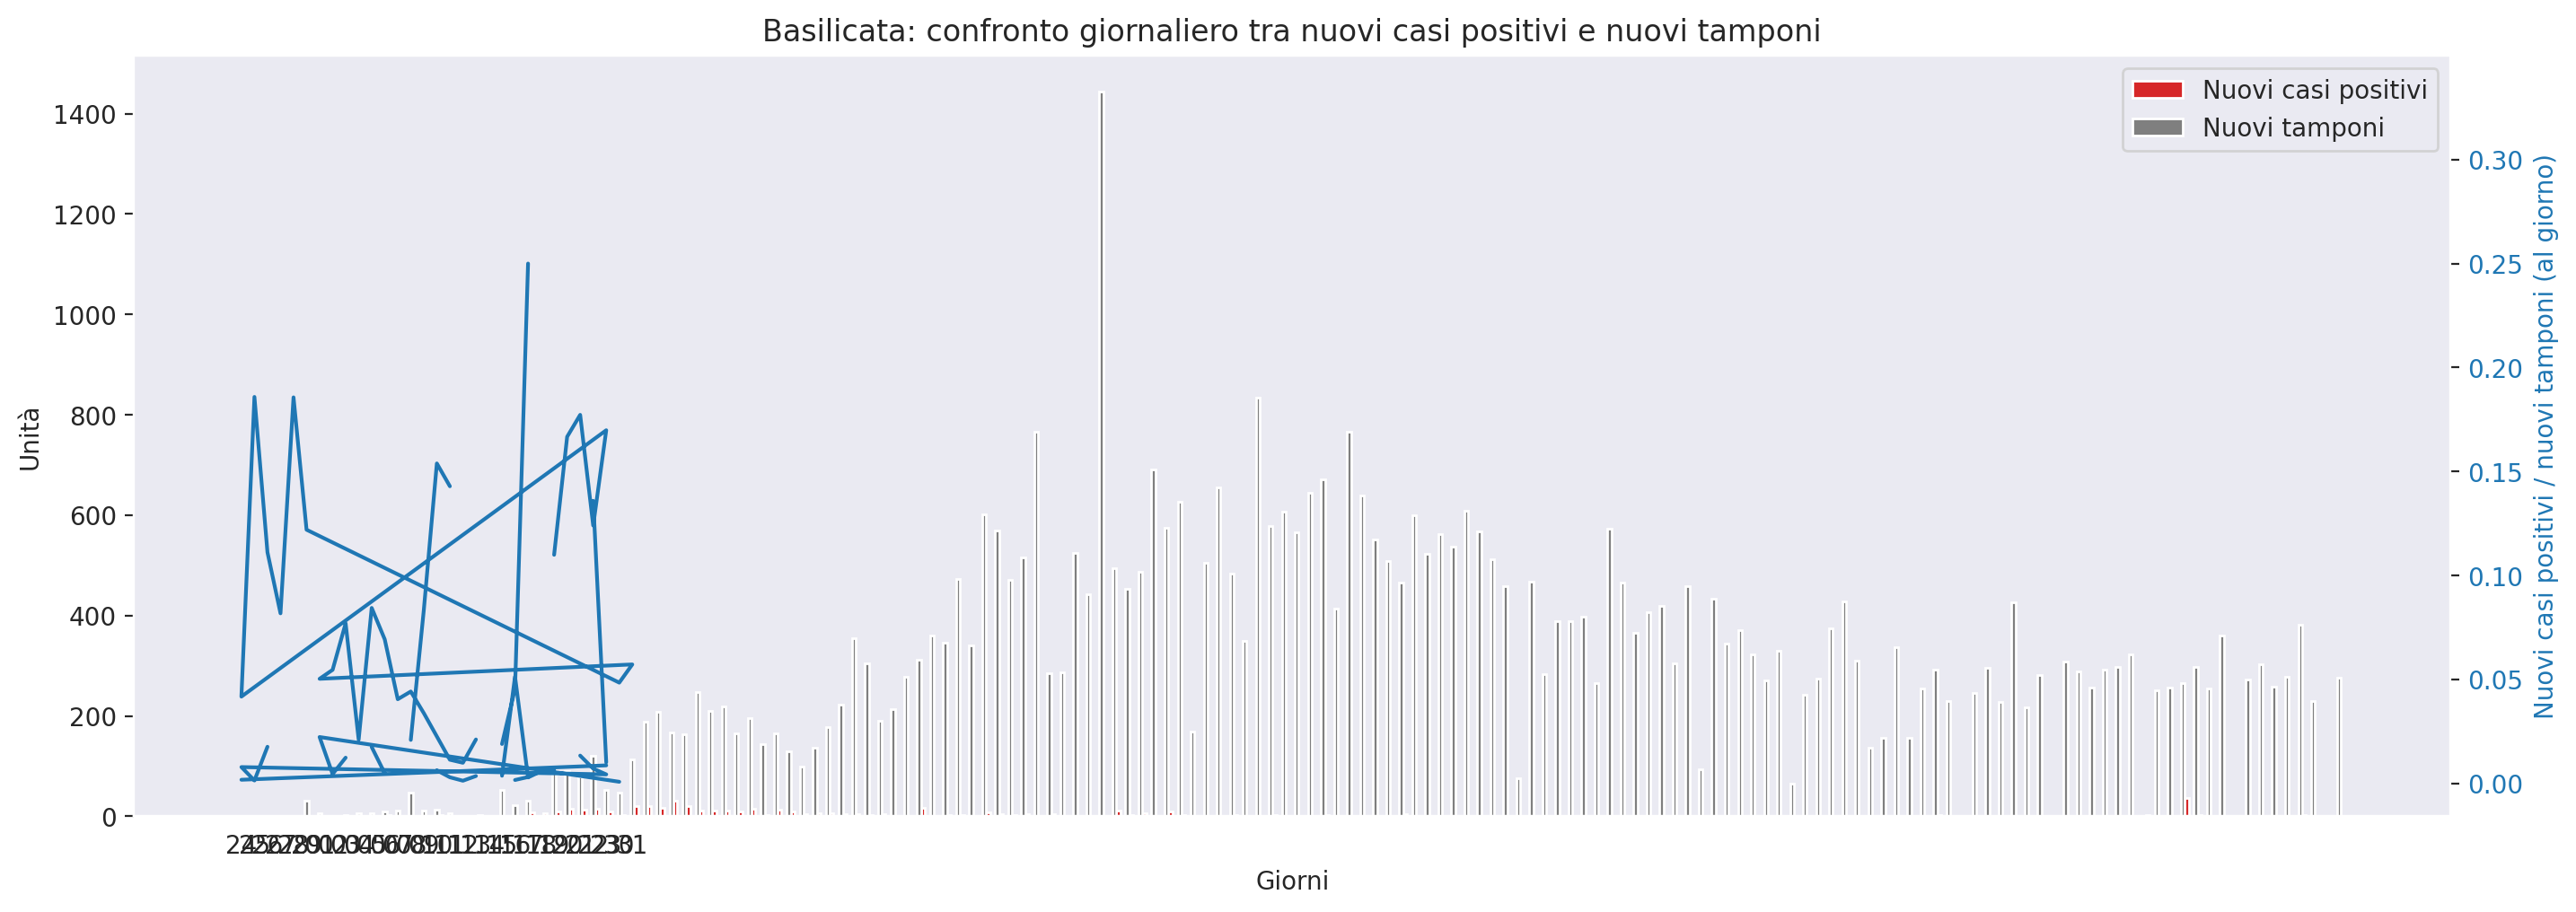 Basilicata: confronto giornaliero tra nuovi casi positivi e nuovi tamponi
Nuovi casi positivi
Nuovi tamponi
1400
1200
1000
800
600
400
200
0
Unità
0.30
0.25
0.20
0.15
0.10
0.05
0.00
Nuovi casi positivi / nuovi tamponi (al giorno)
Giorni